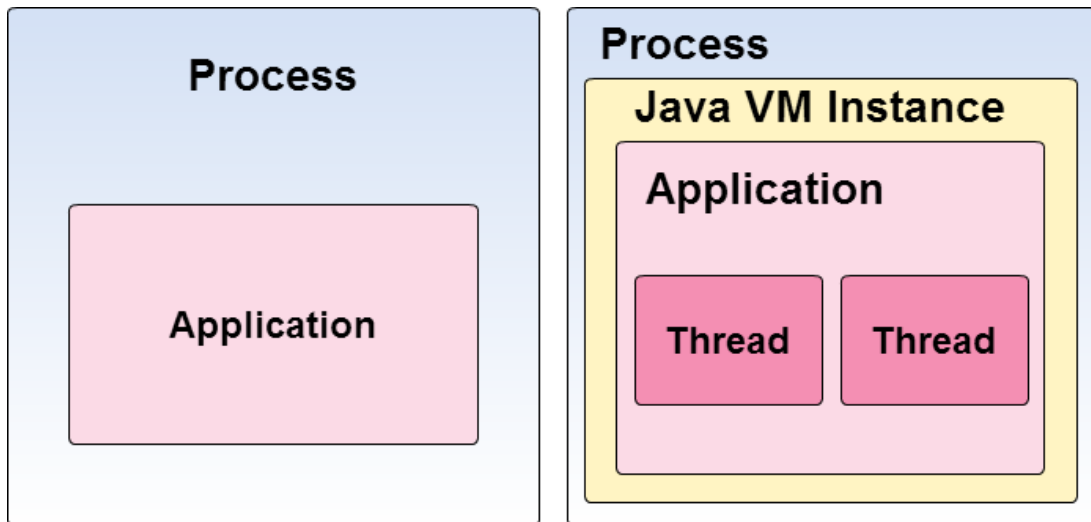 Process
Application
Process
Java VM Instance
Application
Thread
Thread